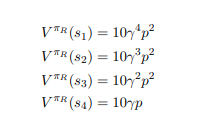 V^{π_R}(s_1) = 10γ^4p^2
V^{π_R}(s_2) = 10γ^3p^2
V^{π_R}(s_3) = 10γ^2p^2
V^{π_R}(s_4) = 10γp